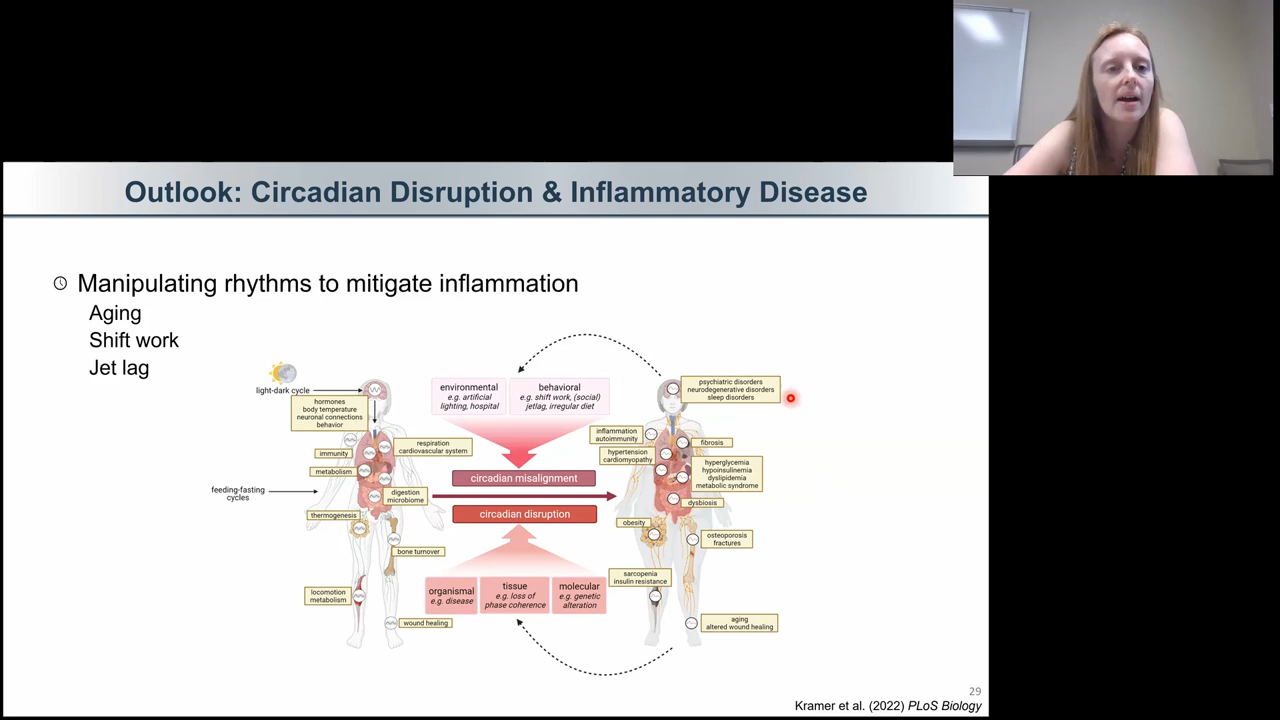 Outlook: Circadian Disruption & Inflammatory Disease
Manipulating rhythms to mitigate inflammation
Aging
Shift work
Jet lag
light-dark cycle
hormones
body temperature
neuronal connections
behavior
immunity
metabolism
feeding-fasting
cycles
thermogenesis
locomotion
metabolism
respiration
cardiovascular system
digestion
microbiome
bone turnover
wound healing
environmental
e.g. artificial
lighting, hospital
behavioral
e.g. shift work, (social)
jetlag, irregular diet
circadian misalignment
circadian disruption
organismal
e.g. disease
tissue
e.g. loss of
phase coherence
molecular
e.g. genetic
alteration
psychiatric disorders
neurodegenerative disorders
sleep disorders
inflammation
autoimmunity
hypertension
cardiomyopathy
fibrosis
hyperglycemia
hypoinsulinemia
dyslipidemia
metabolic syndrome
dysbiosis
obesity
osteoporosis
fractures
sarcopenia
insulin resistance
aging
altered wound healing
29
Kramer et al. (2022) PLoS Biology